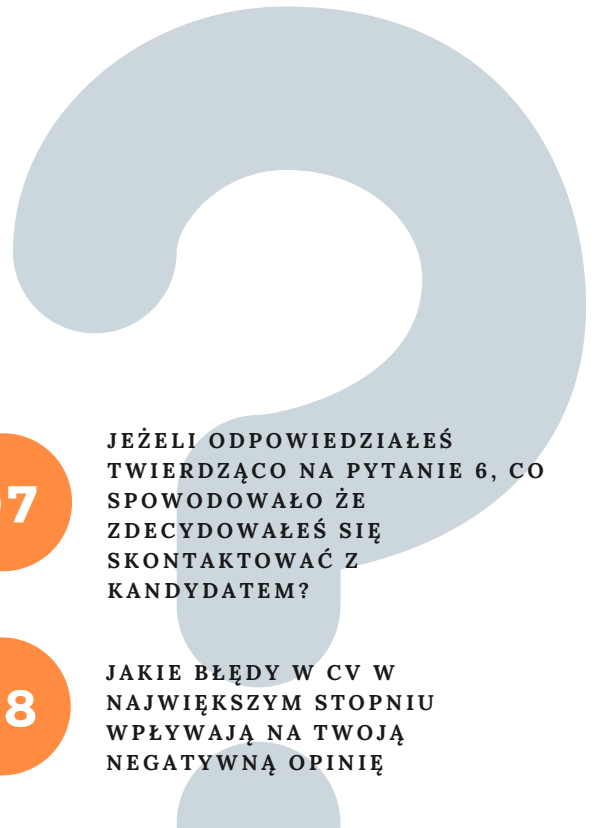 07
JEŻELI ODPOWIEDZIAŁEŚ
TWIERDZĄCO NA PYTANIE 6, CO
SPOWODOWAŁO ŻE
ZDECYDOWAŁEŚ SIĘ
SKONTAKTOWAĆ Z
KANDYDATEM?
8
JAKIE BŁĘDY W CV W
NAJWIĘKSZYM STOPNIU
WPŁYWAJĄ NA TWOJĄ
NEGATYWNĄ OPINIĘ